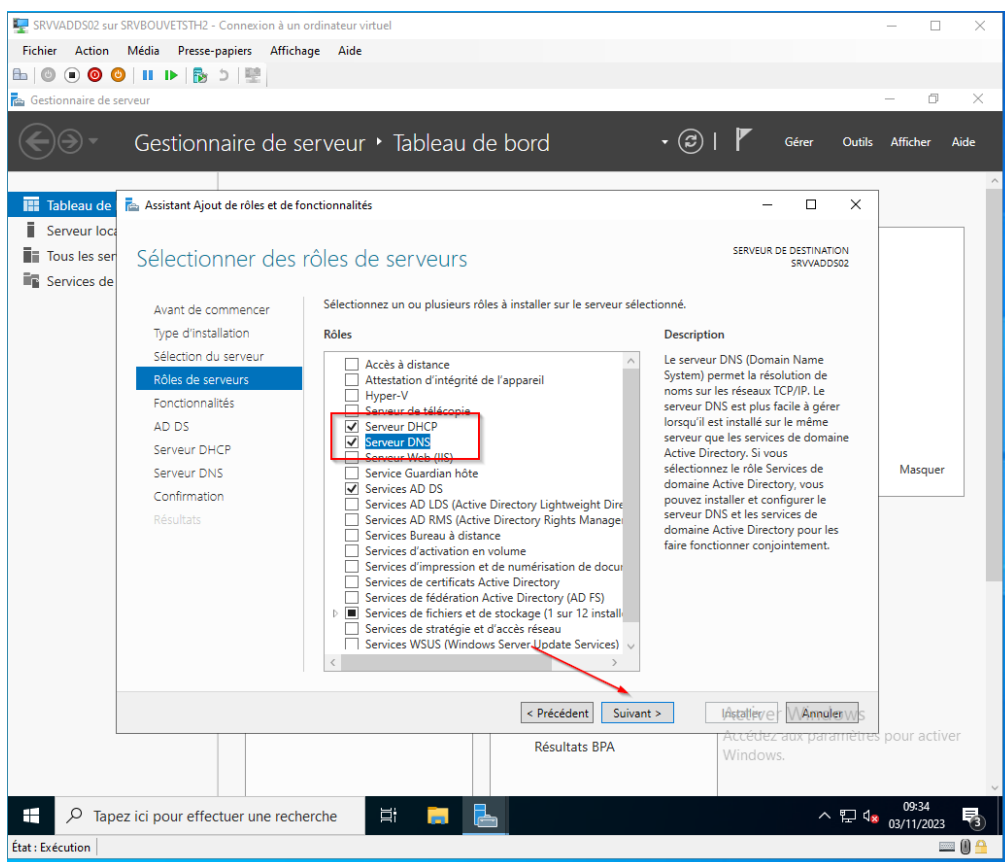 SRVVADDS02 sur SRVBOUVETSTH2 - Connexion à un ordinateur virtuel
Fichier Action Média Presse-papiers Affichage Aide
Gestionnaire de serveur
Gestionnaire de serveur Tableau de bord
Gérer Outils Afficher Aide
Tableau de
Serveur loca
Tous les ser
Services de
Assistant Ajout de rôles et de fonctionnalités
Sélectionner des rôles de serveurs
SERVEUR DE DESTINATION
SRVVADDS02
Avant de commencer
Type d'installation
Sélection du serveur
Rôles de serveurs
Fonctionnalités
AD DS
Serveur DHCP
Serveur DNS
Confirmation
Résultats
Sélectionnez un ou plusieurs rôles à installer sur le serveur sélectionné.
Rôles
Accès à distance
Attestation d'intégrité de l'appareil
Hyper-V
Serveur de télécopie
Serveur DHCP
Serveur DNS
Serveur Web (IIS)
Service Guardian hôte
Services AD DS
Services AD LDS (Active Directory Lightweight Dire
Services AD RMS (Active Directory Rights Manage
Services Bureau à distance
Services d'activation en volume
Services d'impression et de numérisation de docu
Services de certificats Active Directory
Services de fédération Active Directory (AD FS)
Services de fichiers et de stockage (1 sur 12 install
Services de stratégie et d'accès réseau
Services WSUS (Windows Server Update Services)
Description
Le serveur DNS (Domain Name
System) permet la résolution de
noms sur les réseaux TCP/IP. Le
serveur DNS est plus facile à gérer
lorsqu'il est installé sur le même
serveur que les services de domaine
Active Directory. Si vous
sélectionnez le rôle Services de
domaine Active Directory, vous
pouvez installer et configurer le
serveur DNS et les services de
domaine Active Directory pour les
faire fonctionner conjointement.
Masquer
< Précédent Suivant > Installer Annuler
Activer Windows
Accédez aux paramètres pour activer
Windows.
Résultats BPA
Tapez ici pour effectuer une recherche
09:34
03/11/2023
3
État : Exécution